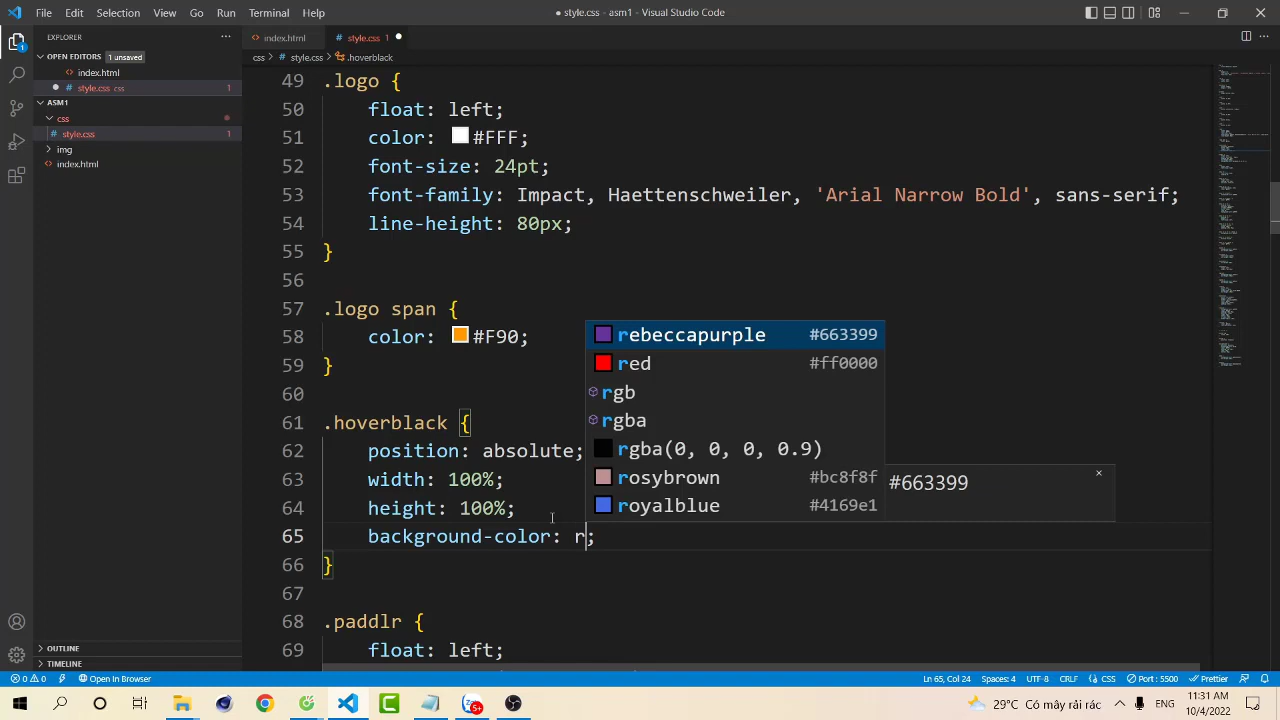 File Edit Selection View Go Run Terminal Help
style.css - asm1 - Visual Studio Code
EXPLORER
OPEN EDITORS 1 unsaved
index.html
style.css css 1
ASM1
css
style.css 1
img
index.html
OUTLINE
TIMELINE
index.html
style.css 1
css > style.css > .hoverblack
49 .logo {
50 float: left;
51 color: #FFF;
52 font-size: 24pt;
53 font-family: Impact, Haettenschweiler, 'Arial Narrow Bold', sans-serif;
54 line-height: 80px;
55 }
56
57 .logo span {
58 color: #F90;
59 }
60
61 .hoverblack {
62 position: absolute;
63 width: 100%;
64 height: 100%;
65 background-color: r;
66 }
67
68 .paddlr {
69 float: left;
rebeccapurple #663399
red #ff0000
rgb
rgba
rgba(0, 0, 0, 0.9)
rosybrown #bc8f8f
royalblue #4169e1
#663399
0 0 Open In Browser
Ln 65, Col 24 Spaces: 4 UTF-8 CRLF {} CSS Port : 5500 Prettier
5+
29°C Có mây rải rác
11:31 AM
10/4/2022